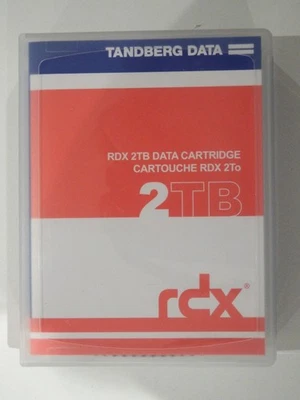 TANDBERG DATA
RDX 2TB DATA CARTRIDGE
CARTOUCHE RDX 2To
2TB
rdx®